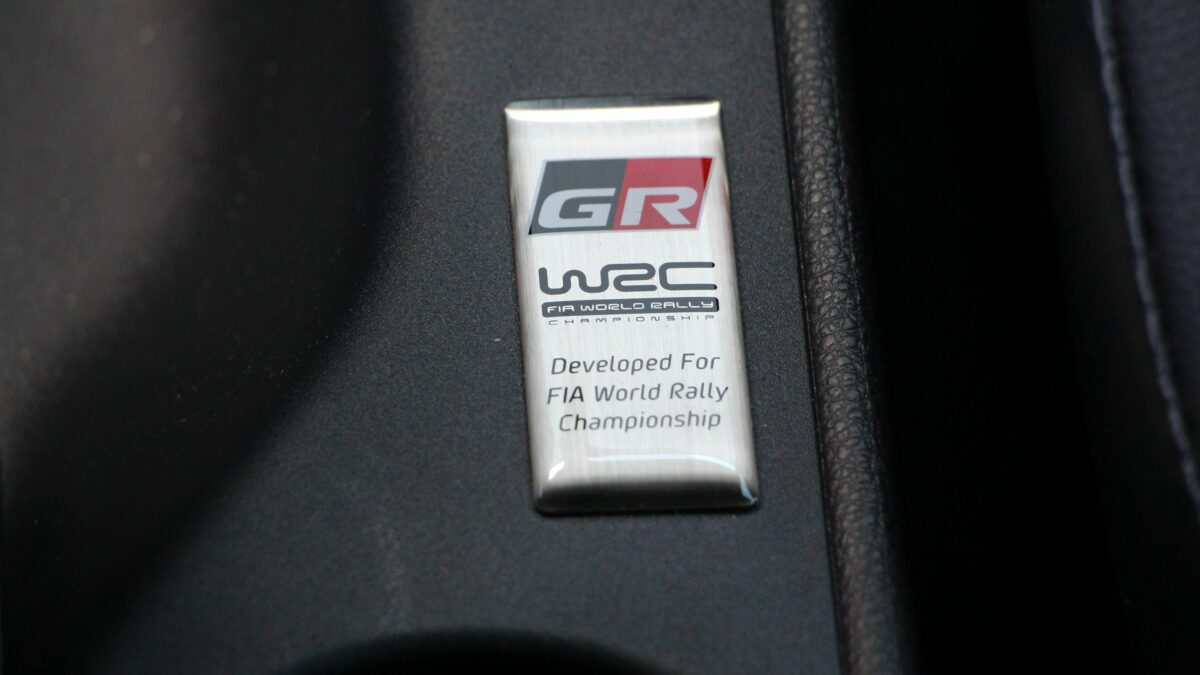 GR
WRC
FIA WORLD RALLY
CHAMPIONSHIP
Developed For
FIA World Rally
Championship